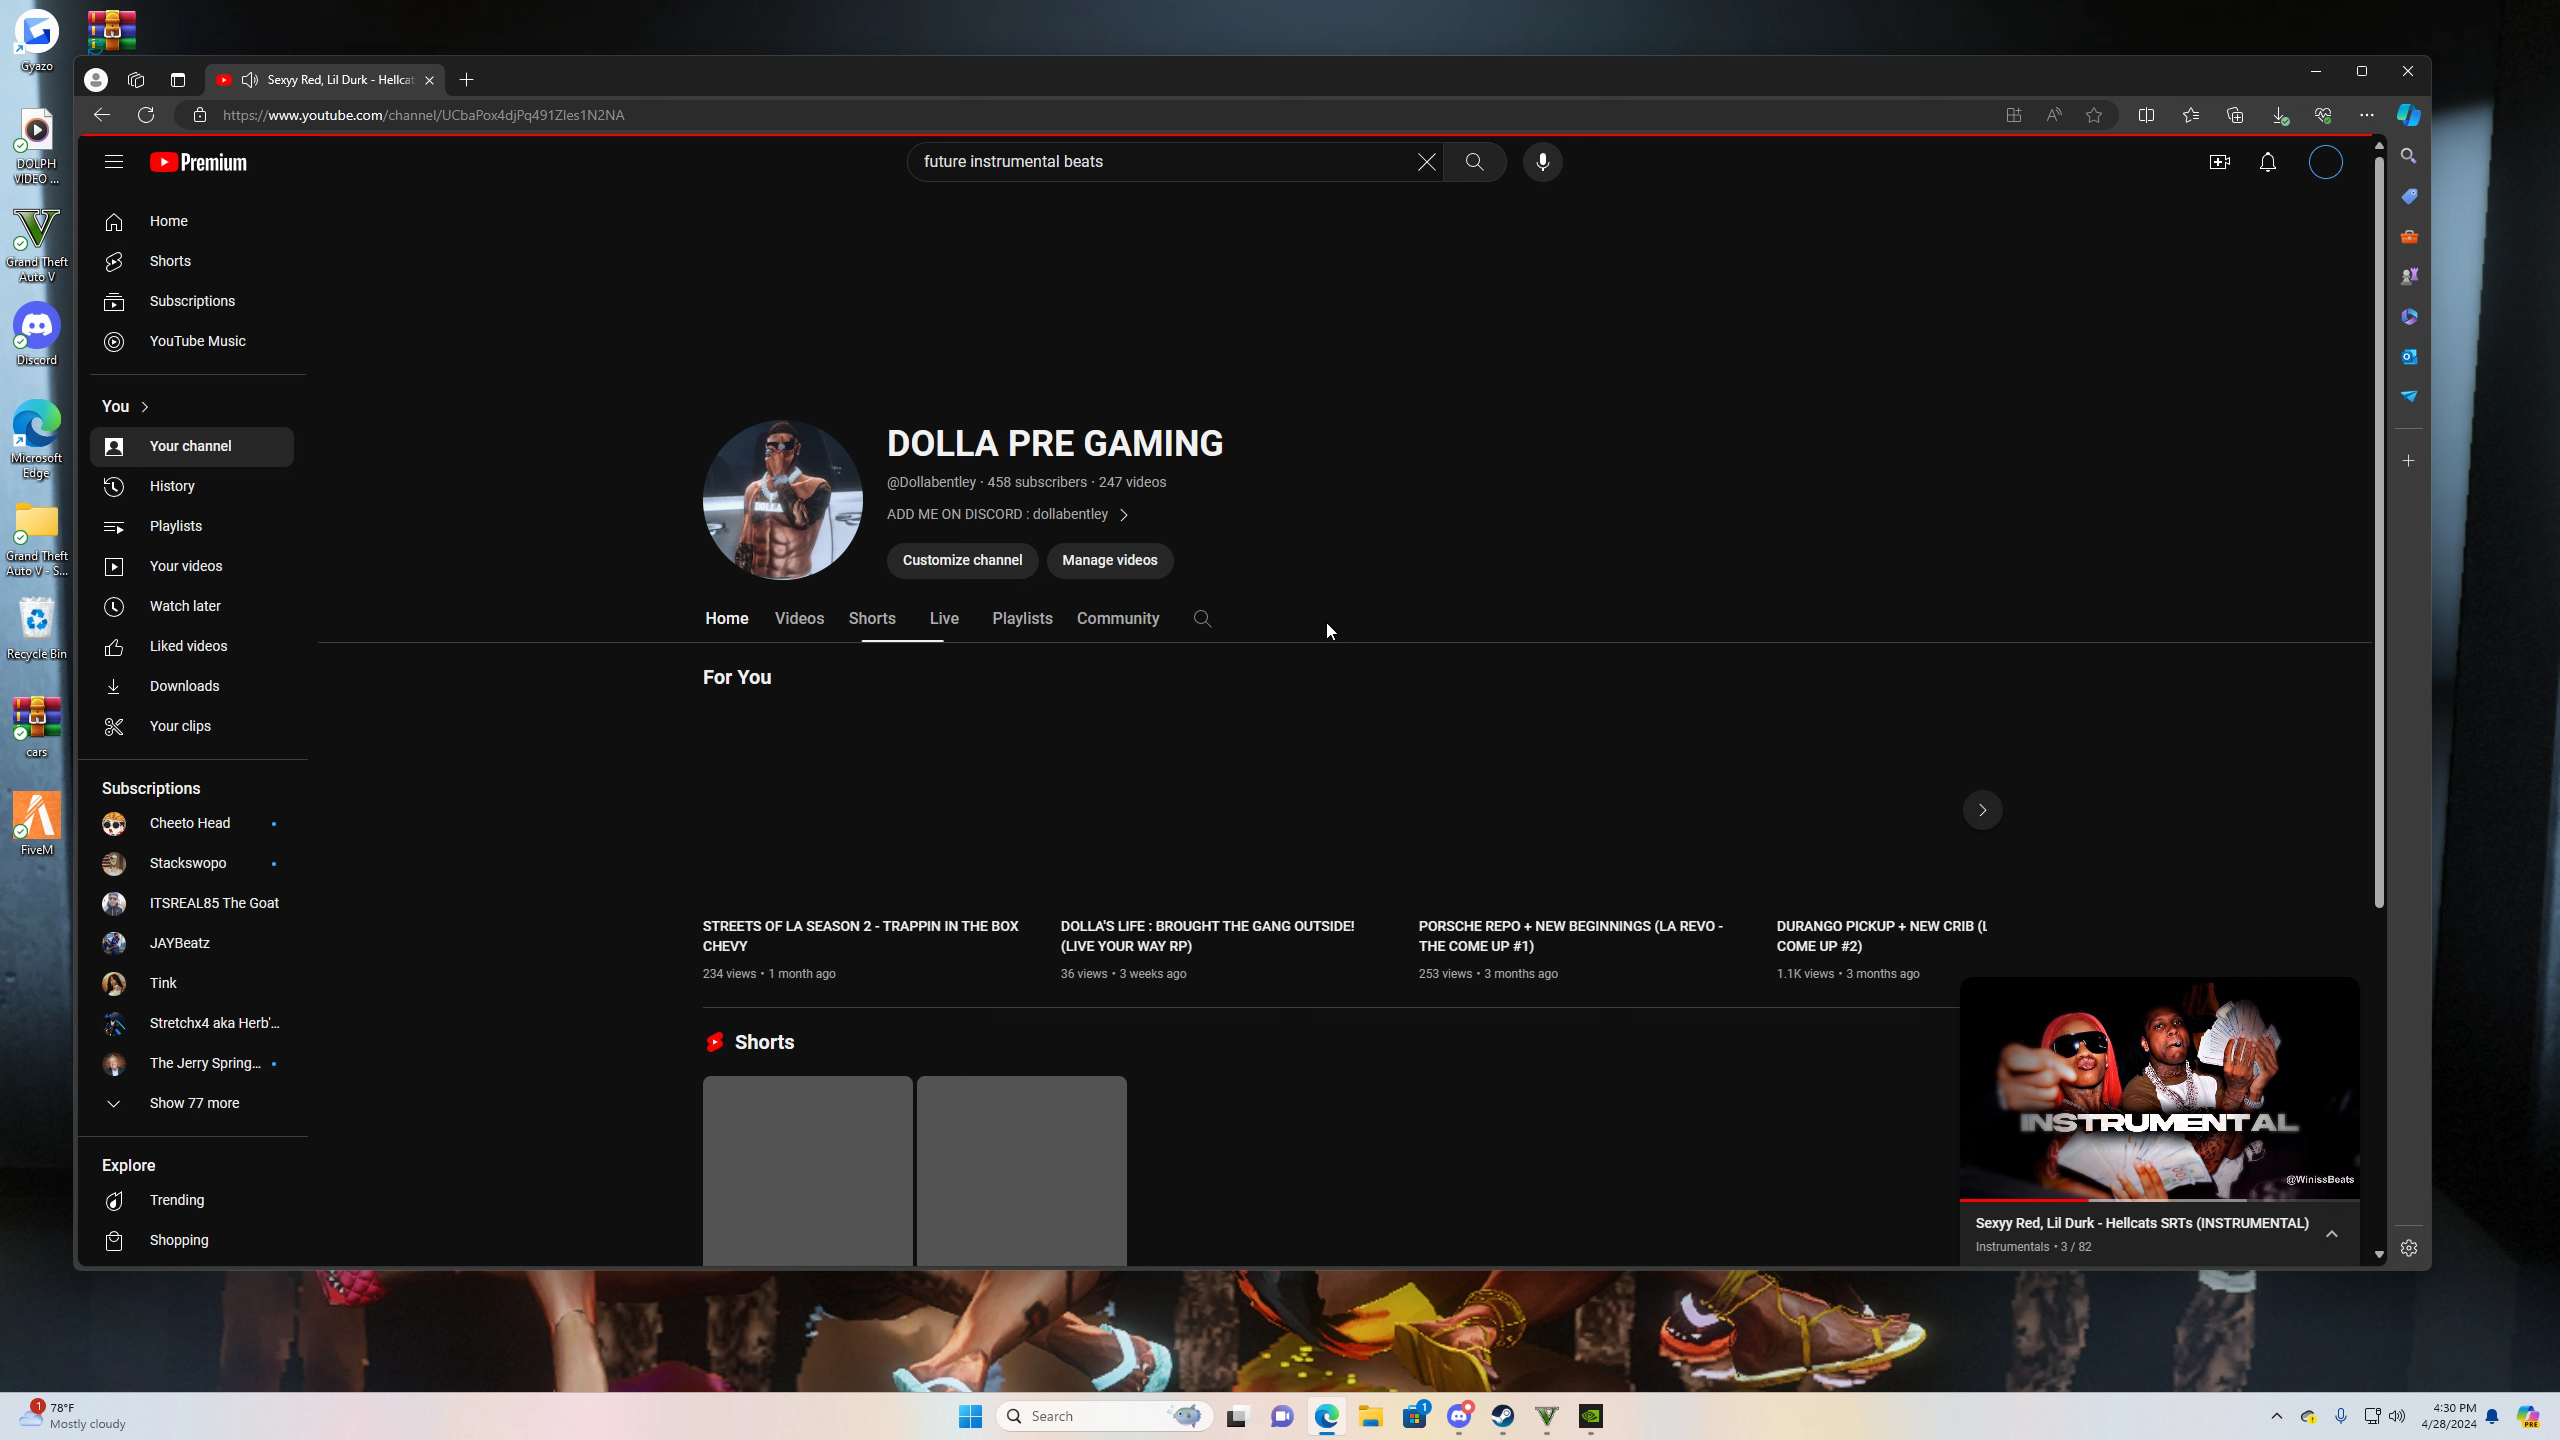 Gyazo
DOLPH
VIDEO ...
Grand Theft
Auto V
Discord
Microsoft
Edge
Grand Theft
Auto V - S...
Recycle Bin
cars
FiveM
Sexyy Red, Lil Durk - Hellcat
https://www.youtube.com/channel/UCbaPox4djPq491Zles1N2NA
Premium
future instrumental beats
Home
Shorts
Subscriptions
YouTube Music
You
Your channel
History
Playlists
Your videos
Watch later
Liked videos
Downloads
Your clips
Subscriptions
Cheeto Head
Stackswopo
ITSREAL85 The Goat
JAYBeatz
Tink
Stretchx4 aka Herb'...
The Jerry Spring...
Show 77 more
Explore
Trending
Shopping
DOLLA
DOLLA PRE GAMING
@Dollabentley · 458 subscribers · 247 videos
ADD ME ON DISCORD : dollabentley
Customize channel Manage videos
Home Videos Shorts Live Playlists Community
For You
STREETS OF LA SEASON 2 - TRAPPIN IN THE BOX
CHEVY
234 views • 1 month ago
DOLLA'S LIFE : BROUGHT THE GANG OUTSIDE!
(LIVE YOUR WAY RP)
36 views • 3 weeks ago
PORSCHE REPO + NEW BEGINNINGS (LA REVO -
THE COME UP #1)
253 views • 3 months ago
DURANGO PICKUP + NEW CRIB (L
COME UP #2)
1.1K views • 3 months ago
Shorts
INSTRUMENTAL
@WinissBeats
Sexyy Red, Lil Durk - Hellcats SRTs (INSTRUMENTAL)
Instrumentals • 3 / 82
1
78°F
Mostly cloudy
Search
1
4:30 PM
4/28/2024
PRE